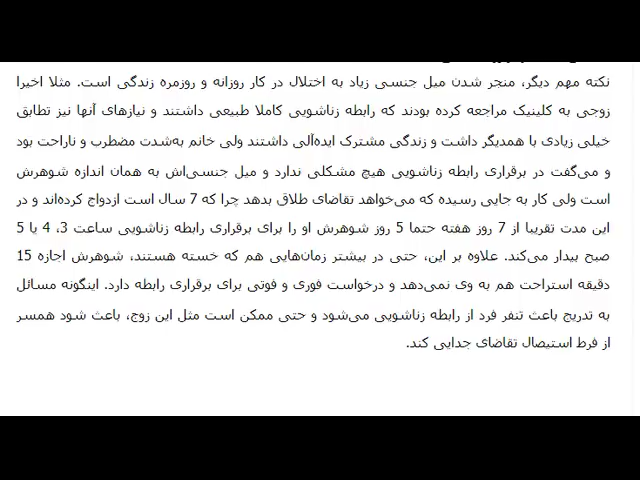 نکته مهم دیگر، منجر شدن میل جنسی زیاد به اختلال در کار روزانه و روزمره زندگی است. مثلا اخیرا
زوجی به کلینیک مراجعه کرده بودند که رابطه زناشویی کاملا طبیعی داشتند و نیازهای آنها نیز تطابق
خیلی زیادی با همدیگر داشت و زندگی مشترک ایده‌آلی داشتند ولی خانم به‌شدت مضطرب و ناراحت بود
و می‌گفت در برقراری رابطه زناشویی هیچ مشکلی ندارد و میل جنسی‌اش به همان اندازه شوهرش
است ولی کار به جایی رسیده که می‌خواهد تقاضای طلاق بدهد چرا که 7 سال است ازدواج کرده‌اند و در
این مدت تقریبا از 7 روز هفته حتما 5 روز شوهرش او را برای برقراری رابطه زناشویی ساعت 3، 4 یا 5
صبح بیدار می‌کند. علاوه بر این، حتی در بیشتر زمان‌هایی هم که خسته هستند، شوهرش اجازه 15
دقیقه استراحت هم به وی نمی‌دهد و درخواست فوری و فوتی برای برقراری رابطه دارد. اینگونه مسائل
به تدریج باعث تنفر فرد از رابطه زناشویی می‌شود و حتی ممکن است مثل این زوج، باعث شود همسر
از فرط استیصال تقاضای جدایی کند.